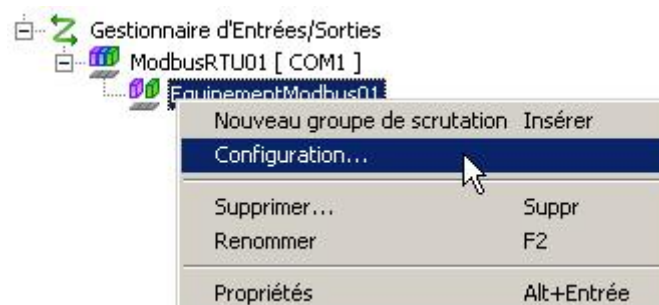 Gestionnaire d'Entrées/Sorties
ModbusRTU01 [ COM1 ]
EquipementModbus01
Nouveau groupe de scrutation Insérer
Configuration...
Supprimer... Suppr
Renommer F2
Propriétés Alt+Entrée